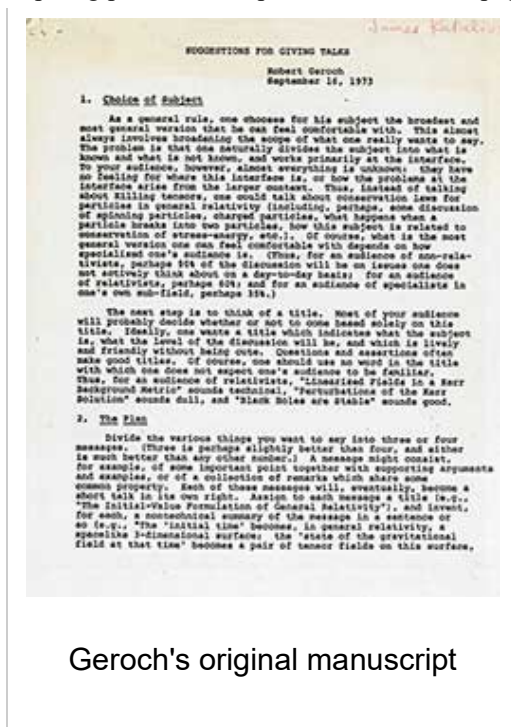 James
SUGGESTIONS FOR GIVING TALKS
Robert Geroch
September 16, 1973
1. Choice of Subject
As a general rule, one chooses for his subject the broadest and
most general version that he can feel comfortable with. This almost
always involves broadening the scope of what one really wants to say.
The problem is that one naturally divides the subject into what is
known and what is not known, and works primarily at the interface.
To your audience, however, almost everything is unknown: they have
no feeling for where this interface is, or how the problems at the
interface arise from the larger context. Thus, instead of talking
about Killing tensors, one could talk about conservation laws for
particles in general relativity (including, perhaps, some discussion
of spinning particles, charged particles, what happens when a
particle breaks into two particles, how this subject is related to
conservation of stress-energy, etc.). Of course, what is the most
general version one can feel comfortable with depends on how
specialized one's audience is. (Thus, for an audience of non-rela-
tivists, perhaps 90% of the discussion will be on issues one does
not actively think about on a day-to-day basis; for an audience
of relativists, perhaps 60%; and for an audience of specialists in
one's own sub-field, perhaps 35%.)
The next step is to think of a title. Most of your audience
will probably decide whether or not to come based solely on this
title. Ideally, one wants a title which indicates what the subject
is, what the level of the discussion will be, and which is lively
and friendly without being cute. Questions and assertions often
make good titles. Of course, one should use no word in the title
with which one does not expect one's audience to be familiar.
Thus, for an audience of relativists, "Linearized Fields in a Kerr
Background Metric" sounds technical, "Perturbations of the Kerr
Solution" sounds dull, and "Black Holes are Stable" sounds good.
2. The Plan
Divide the various things you want to say into three or four
messages. (Three is perhaps slightly better than four, and either
is much better than any other number.) A message might consist,
for example, of some important point together with supporting arguments
and examples, or of a collection of remarks which share some
common property. Each of these messages will, eventually, become a
short talk in its own right. Assign to each message a title (e.g.,
"The Initial-Value Formulation of General Relativity"), and invent,
for each, a nontechnical summary of the message in a sentence or
so (e.g., "The 'initial time' becomes, in general relativity, a
spacelike 3-dimensional surface; the 'state of the gravitational
field at that time' becomes a pair of tensor fields on this surface,
Geroch's original manuscript